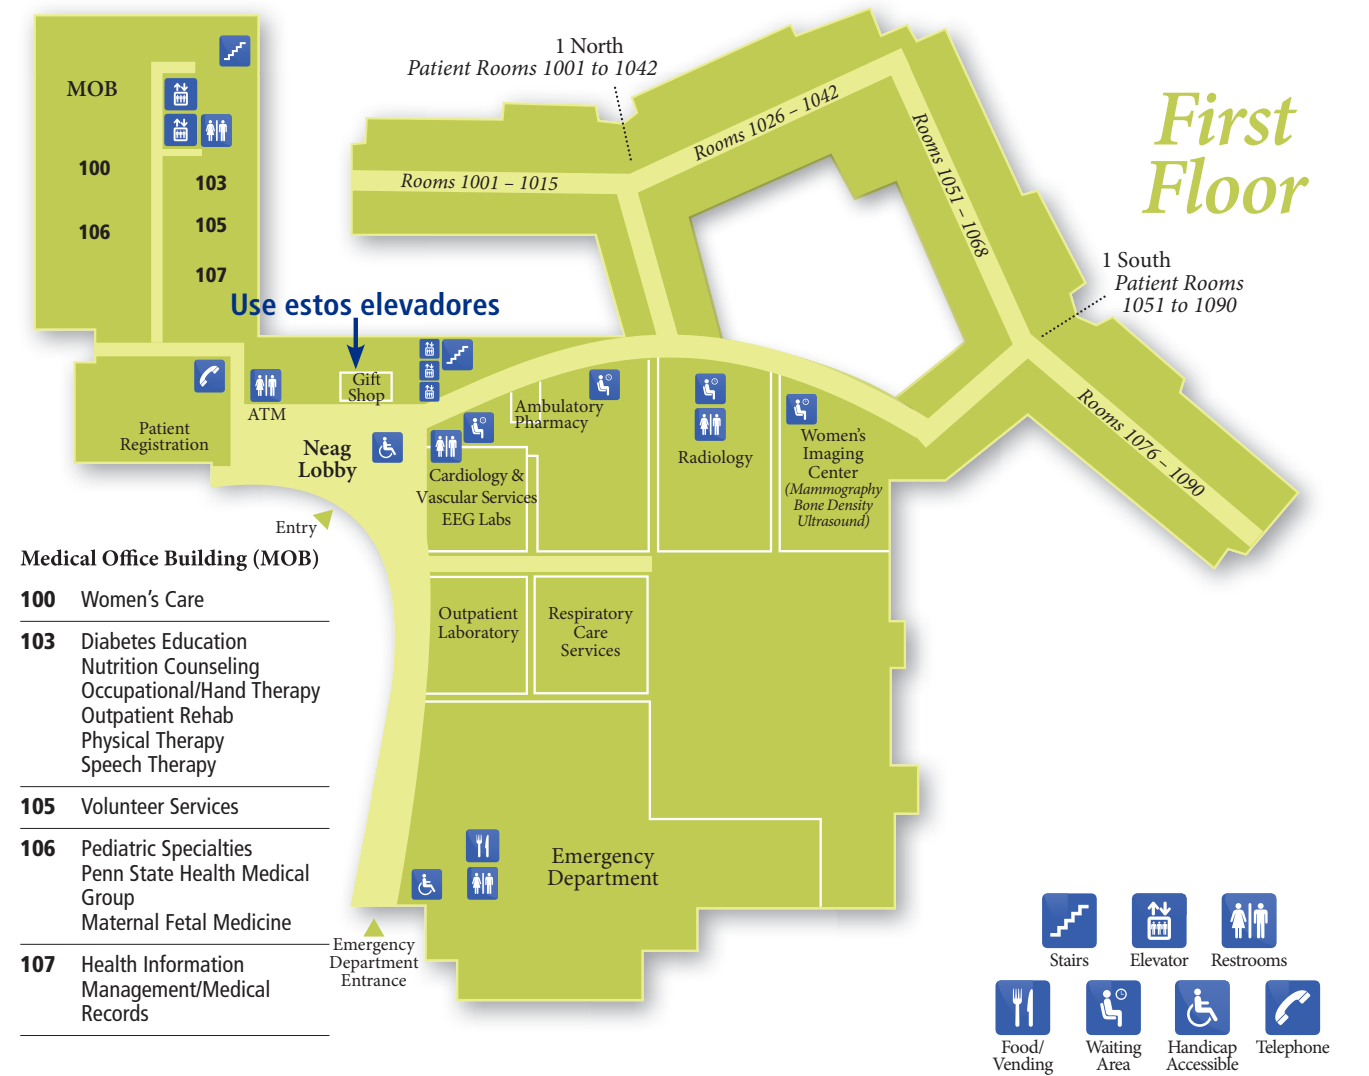 First
Floor
1 North
Patient Rooms 1001 to 1042
MOB
100
103
106
105
107
Rooms 1001 – 1015
Rooms 1026 – 1042
Rooms 1051 – 1068
1 South
Patient Rooms
1051 to 1090
Rooms 1076 – 1090
Use estos elevadores
Gift
Shop
ATM
Patient
Registration
Neag
Lobby
Ambulatory
Pharmacy
Cardiology &
Vascular Services
EEG Labs
Radiology
Women's
Imaging
Center
(Mammography
Bone Density
Ultrasound)
Entry
Outpatient
Laboratory
Respiratory
Care
Services
Emergency
Department
Emergency
Department
Entrance
Medical Office Building (MOB)
100 Women's Care
103 Diabetes Education
Nutrition Counseling
Occupational/Hand Therapy
Outpatient Rehab
Physical Therapy
Speech Therapy
105 Volunteer Services
106 Pediatric Specialties
Penn State Health Medical
Group
Maternal Fetal Medicine
107 Health Information
Management/Medical
Records
Stairs
Elevator
Restrooms
Food/
Vending
Waiting
Area
Handicap
Accessible
Telephone